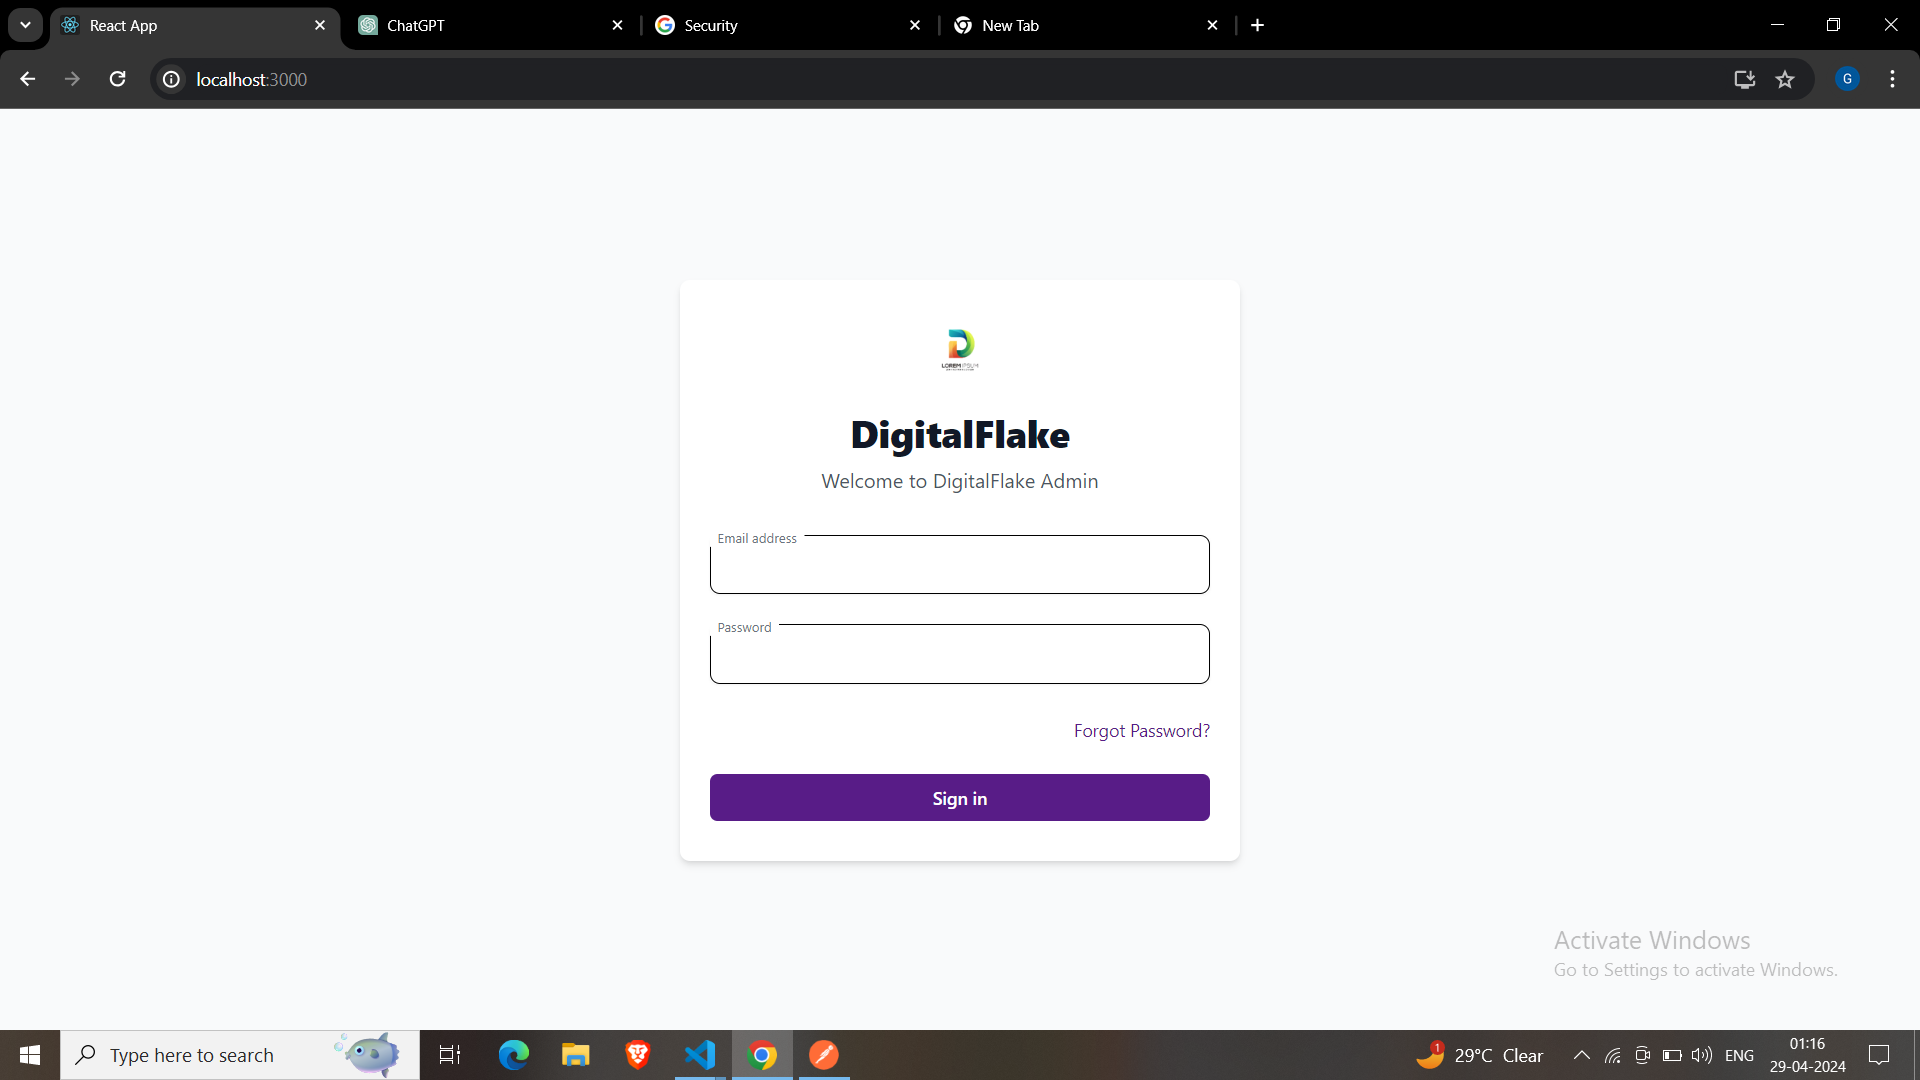 React App
ChatGPT
Security
New Tab
localhost:3000
G
LOREM IPSUM
DigitalFlake
Welcome to DigitalFlake Admin
Email address
Password
Forgot Password?
Sign in
Activate Windows
Go to Settings to activate Windows.
Type here to search
1
29°C Clear
ENG
01:16
29-04-2024